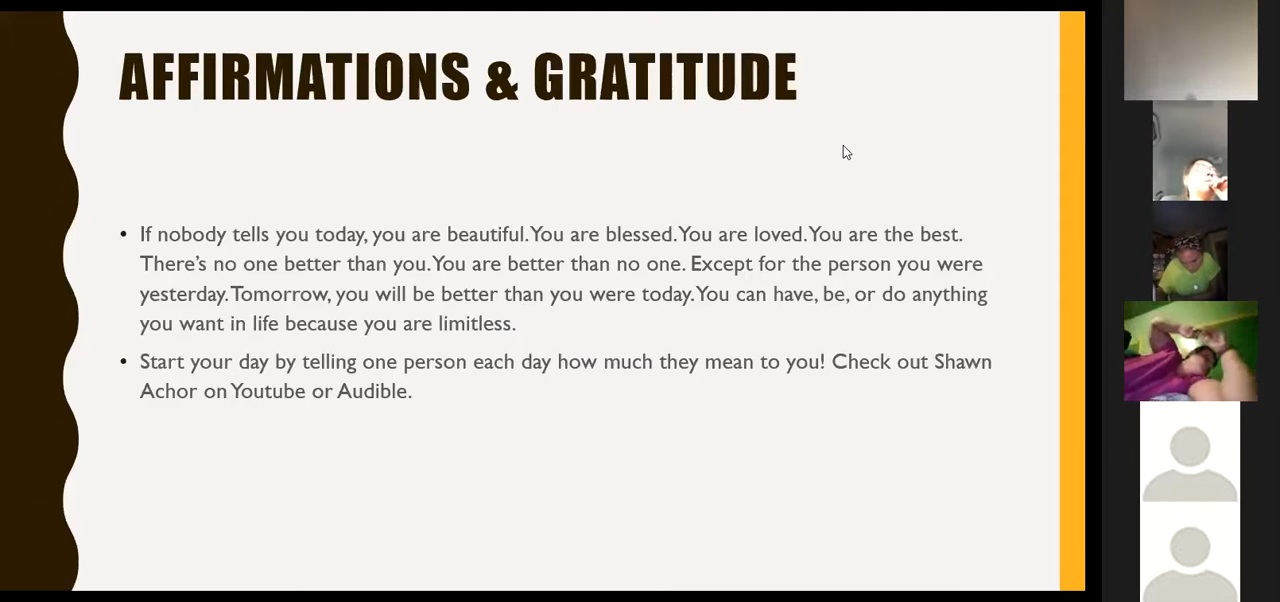 AFFIRMATIONS & GRATITUDE
• If nobody tells you today, you are beautiful. You are blessed. You are loved. You are the best.
There's no one better than you. You are better than no one. Except for the person you were
yesterday. Tomorrow, you will be better than you were today. You can have, be, or do anything
you want in life because you are limitless.
• Start your day by telling one person each day how much they mean to you! Check out Shawn
Achor on Youtube or Audible.